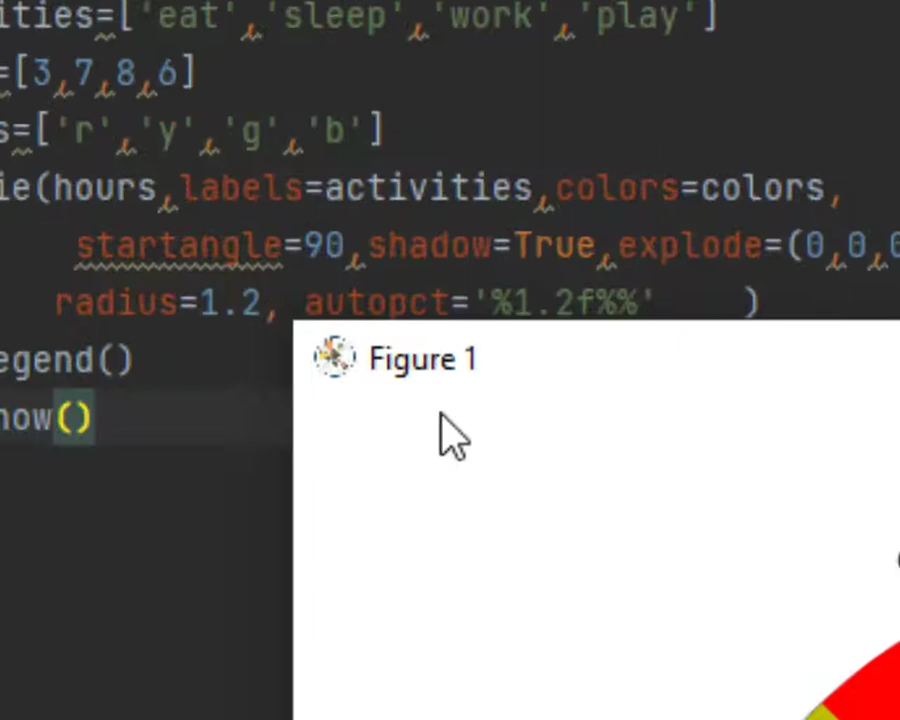 ities=['eat','sleep','work','play']
=[3,7,8,6]
s=['r','y','g','b']
ie(hours,labels=activities,colors=colors,
startangle=90,shadow=True,explode=(0,0,0
radius=1.2, autopct='%1.2f%%' )
egend()
how()
Figure 1